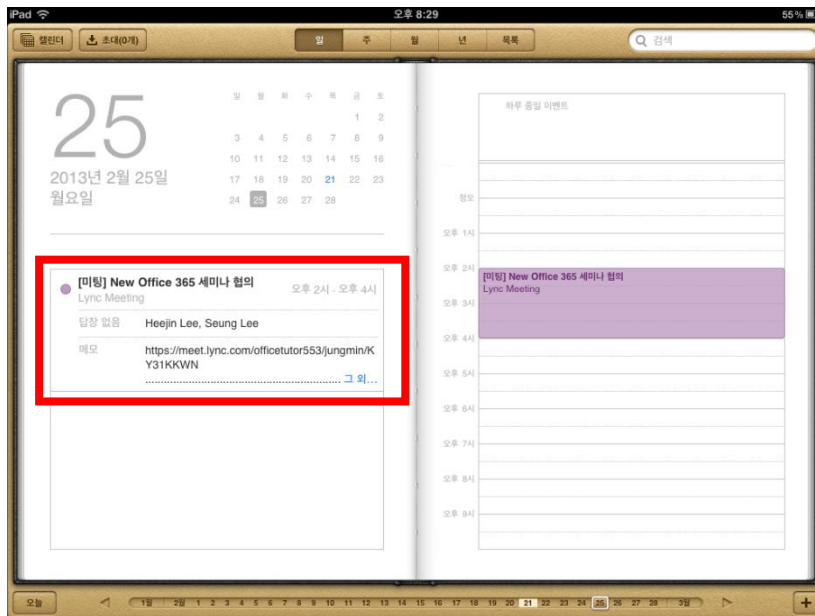 iPad 오후 8:29 55 %
캘린더 초대(0개) 일 주 월 년 목록 검색
25
2013년 2월 25일
월요일
일 월 화 수 목 금 토
1 2
3 4 5 6 7 8 9
10 11 12 13 14 15 16
17 18 19 20 21 22 23
24 25 26 27 28
[미팅] New Office 365 세미나 협의 오후 2시 - 오후 4시
Lync Meeting
답장 없음 Heejin Lee, Seung Lee
메모 https://meet.lync.com/officetutor553/jungmin/K
Y31KKWN
그 외...
하루 종일 이벤트
정오
오후 1시
오후 2시
[미팅] New Office 365 세미나 협의
Lync Meeting
오후 3시
오후 4시
오후 5시
오후 6시
오후 7시
오후 8시
오후 9시
오늘 1월 2월 1 2 3 4 5 6 7 8 9 10 11 12 13 14 15 16 17 18 19 20 21 22 23 24 25 26 27 28 3월 +